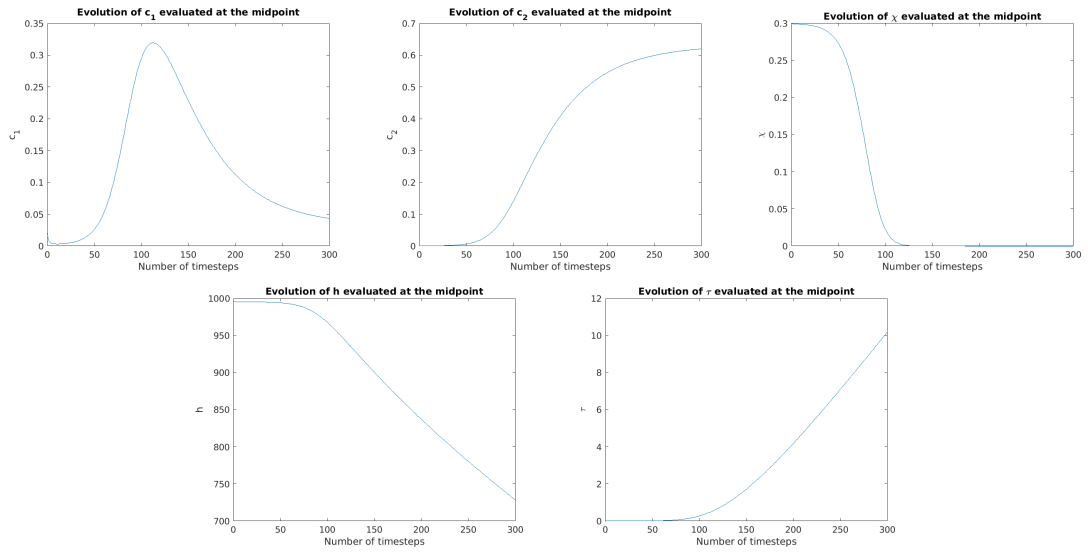 Evolution of c₁ evaluated at the midpoint
0.35
0.3
0.25
0.2
0.15
0.1
0.05
0
c₁
0 50 100 150 200 250 300
Number of timesteps
Evolution of c₂ evaluated at the midpoint
0.7
0.6
0.5
0.4
0.3
0.2
0.1
0
c₂
0 50 100 150 200 250 300
Number of timesteps
Evolution of χ evaluated at the midpoint
0.3
0.25
0.2
0.15
0.1
0.05
0
χ
0 50 100 150 200 250 300
Number of timesteps
Evolution of h evaluated at the midpoint
1000
950
900
850
800
750
700
h
0 50 100 150 200 250 300
Number of timesteps
Evolution of τ evaluated at the midpoint
12
10
8
6
4
2
0
τ
0 50 100 150 200 250 300
Number of timesteps